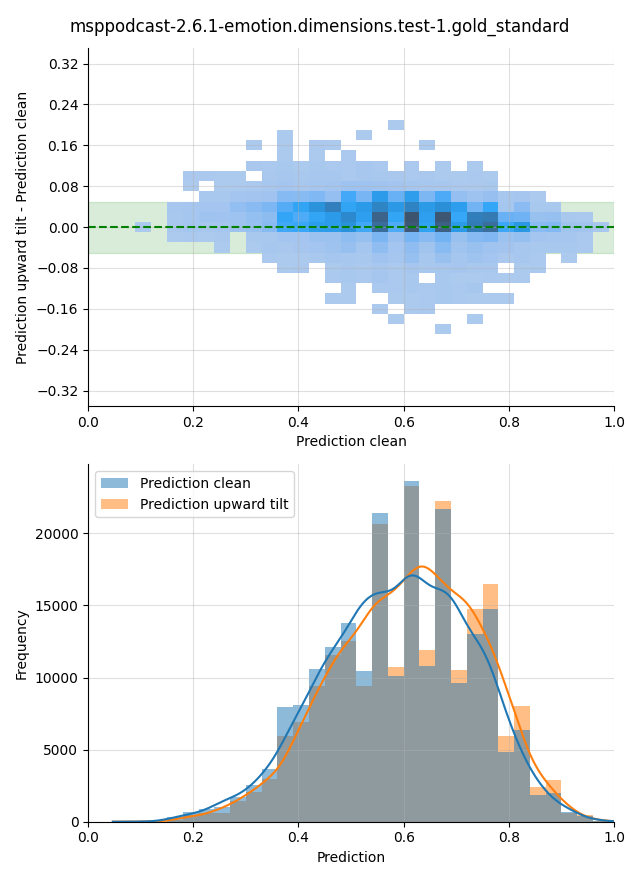 msppodcast-2.6.1-emotion.dimensions.test-1.gold_standard
Prediction upward tilt - Prediction clean
0.32
0.24
0.16
0.08
0.00
−0.08
−0.16
−0.24
−0.32
0.0 0.2 0.4 0.6 0.8 1.0
Prediction clean
Prediction clean
Prediction upward tilt
Frequency
20000
15000
10000
5000
0
0.0 0.2 0.4 0.6 0.8 1.0
Prediction